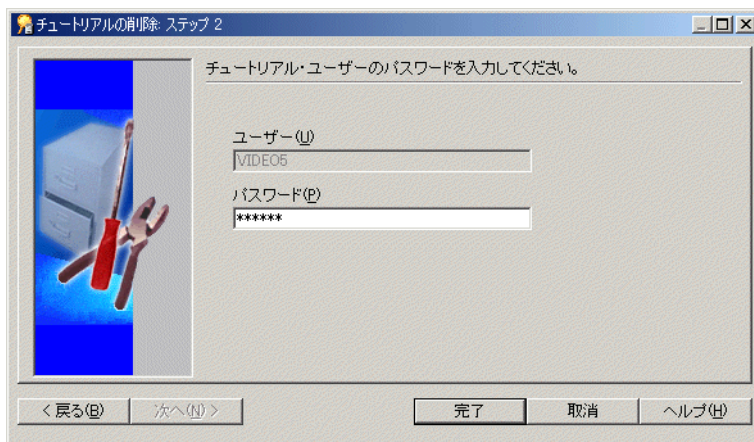 チュートリアルの削除: ステップ 2
チュートリアル・ユーザーのパスワードを入力してください。
ユーザー(U)
VIDEO5
パスワード(P)
******
< 戻る(B)
次へ(N) >
完了
取消
ヘルプ(H)